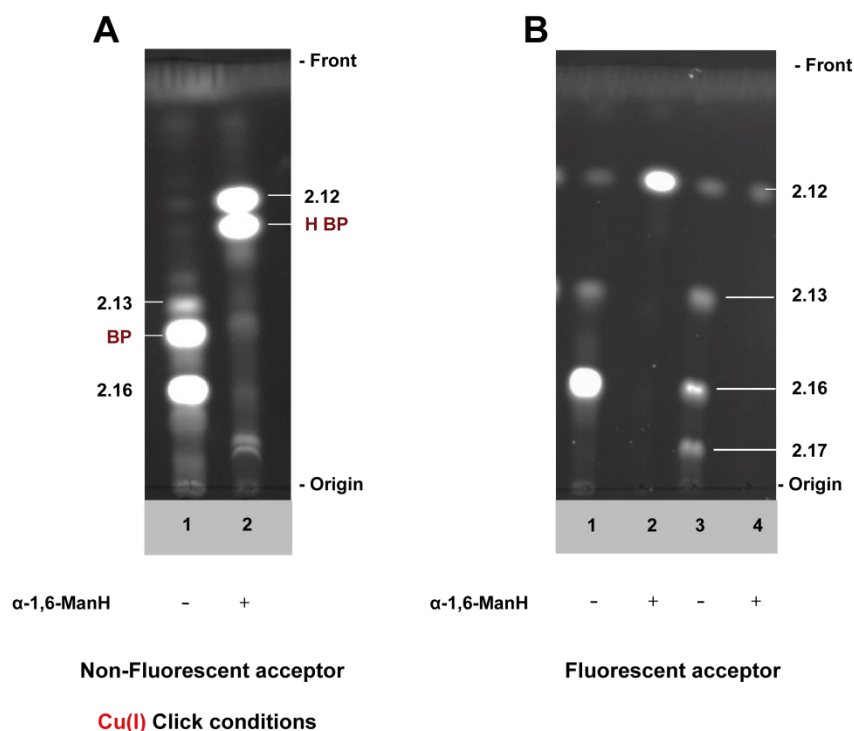 A
B
- Front
- Front
2.12
H BP
2.12
2.13
BP
2.13
2.16
2.16
2.17
- Origin
- Origin
1 2
1 2 3 4
α-1,6-ManH - +
α-1,6-ManH - + - +
Non-Fluorescent acceptor
Fluorescent acceptor
Cu(I) Click conditions